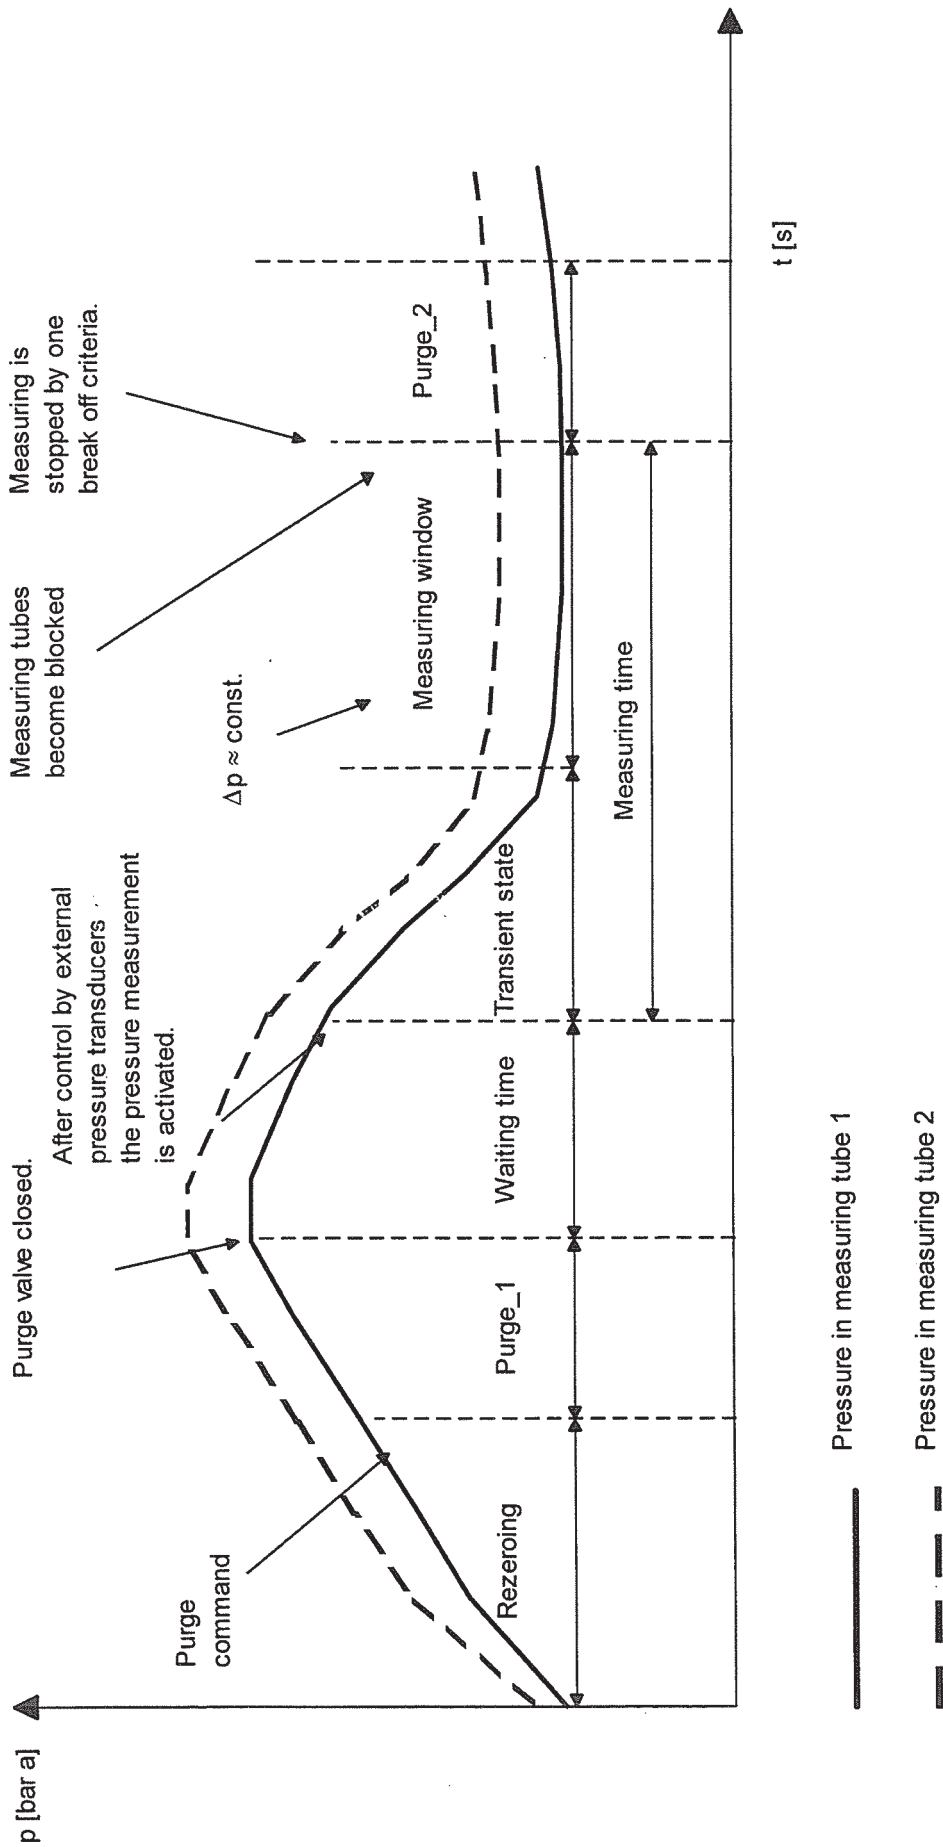 p [bar a]
Purge
command
Purge valve closed.
After control by external
pressure transducers
the pressure measurement
is activated.
Δp ≈ const.
Measuring tubes
become blocked
Measuring is
stopped by one
break off criteria.
Rezeroing
Purge_1
Waiting time
Transient state
Measuring window
Purge_2
Measuring time
t [s]
Pressure in measuring tube 1
Pressure in measuring tube 2